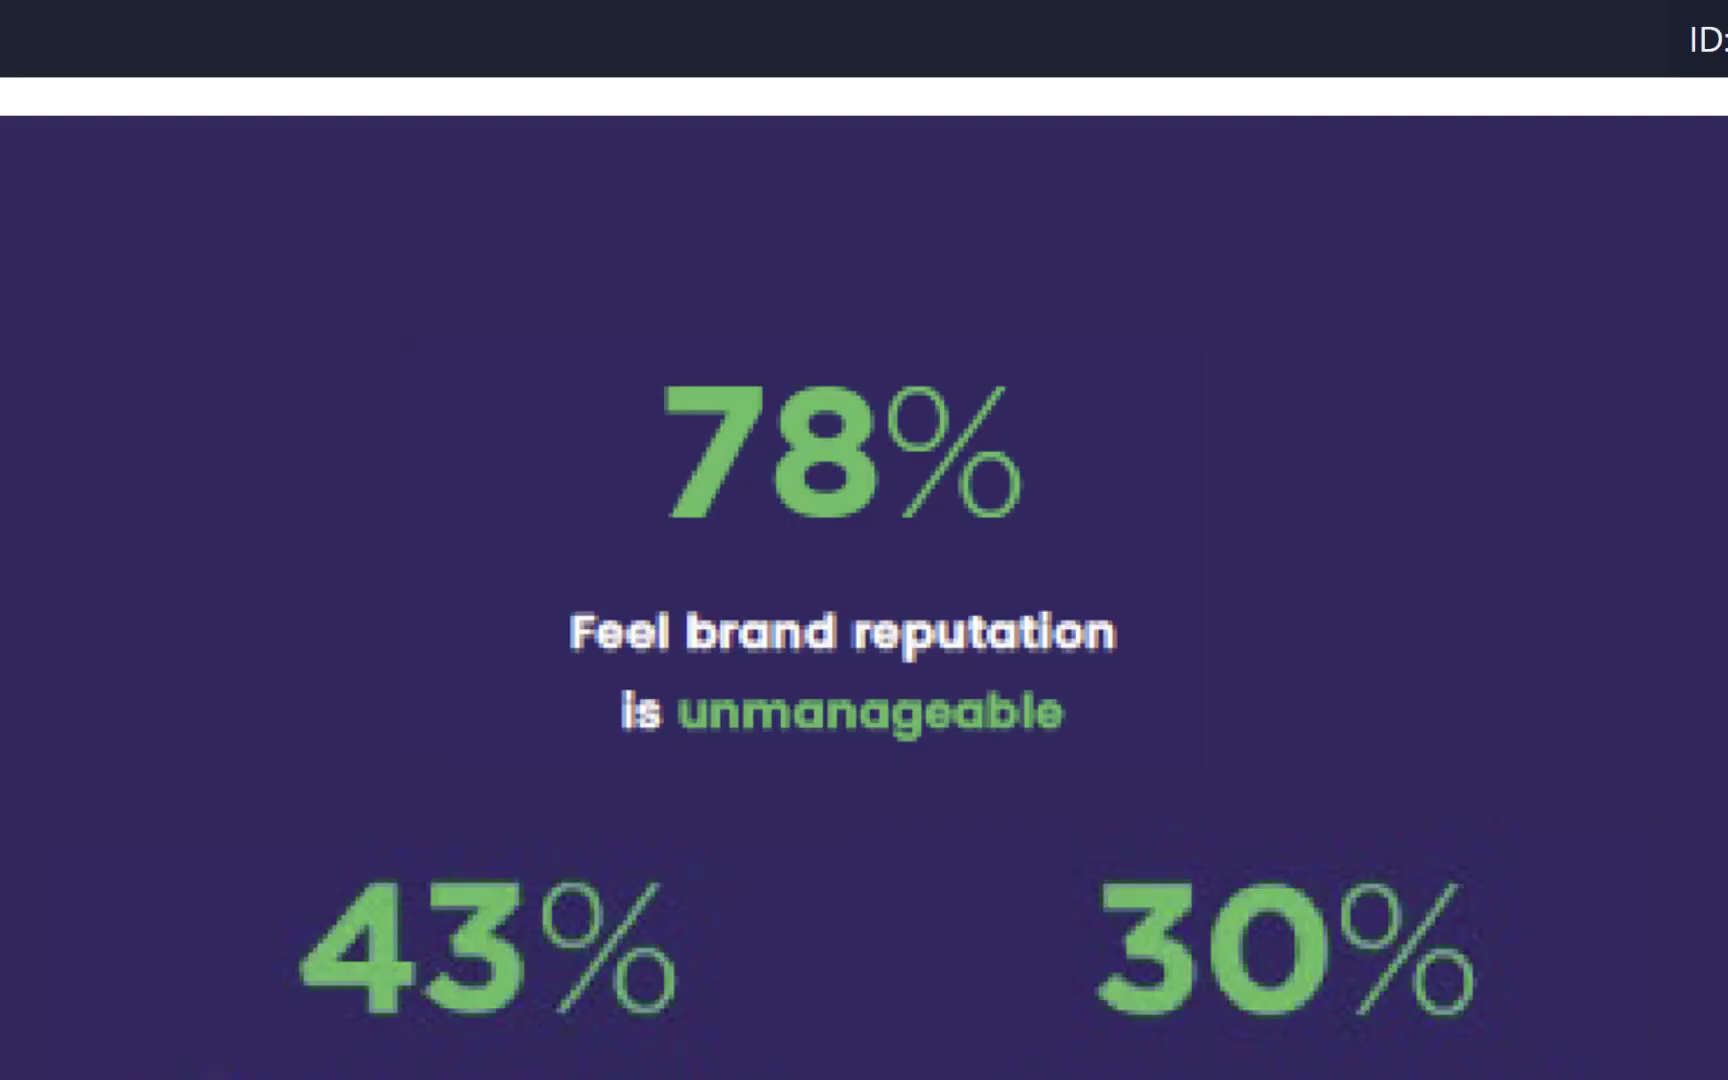 ID:
78%
Feel brand reputation
is unmanageable
43% 30%